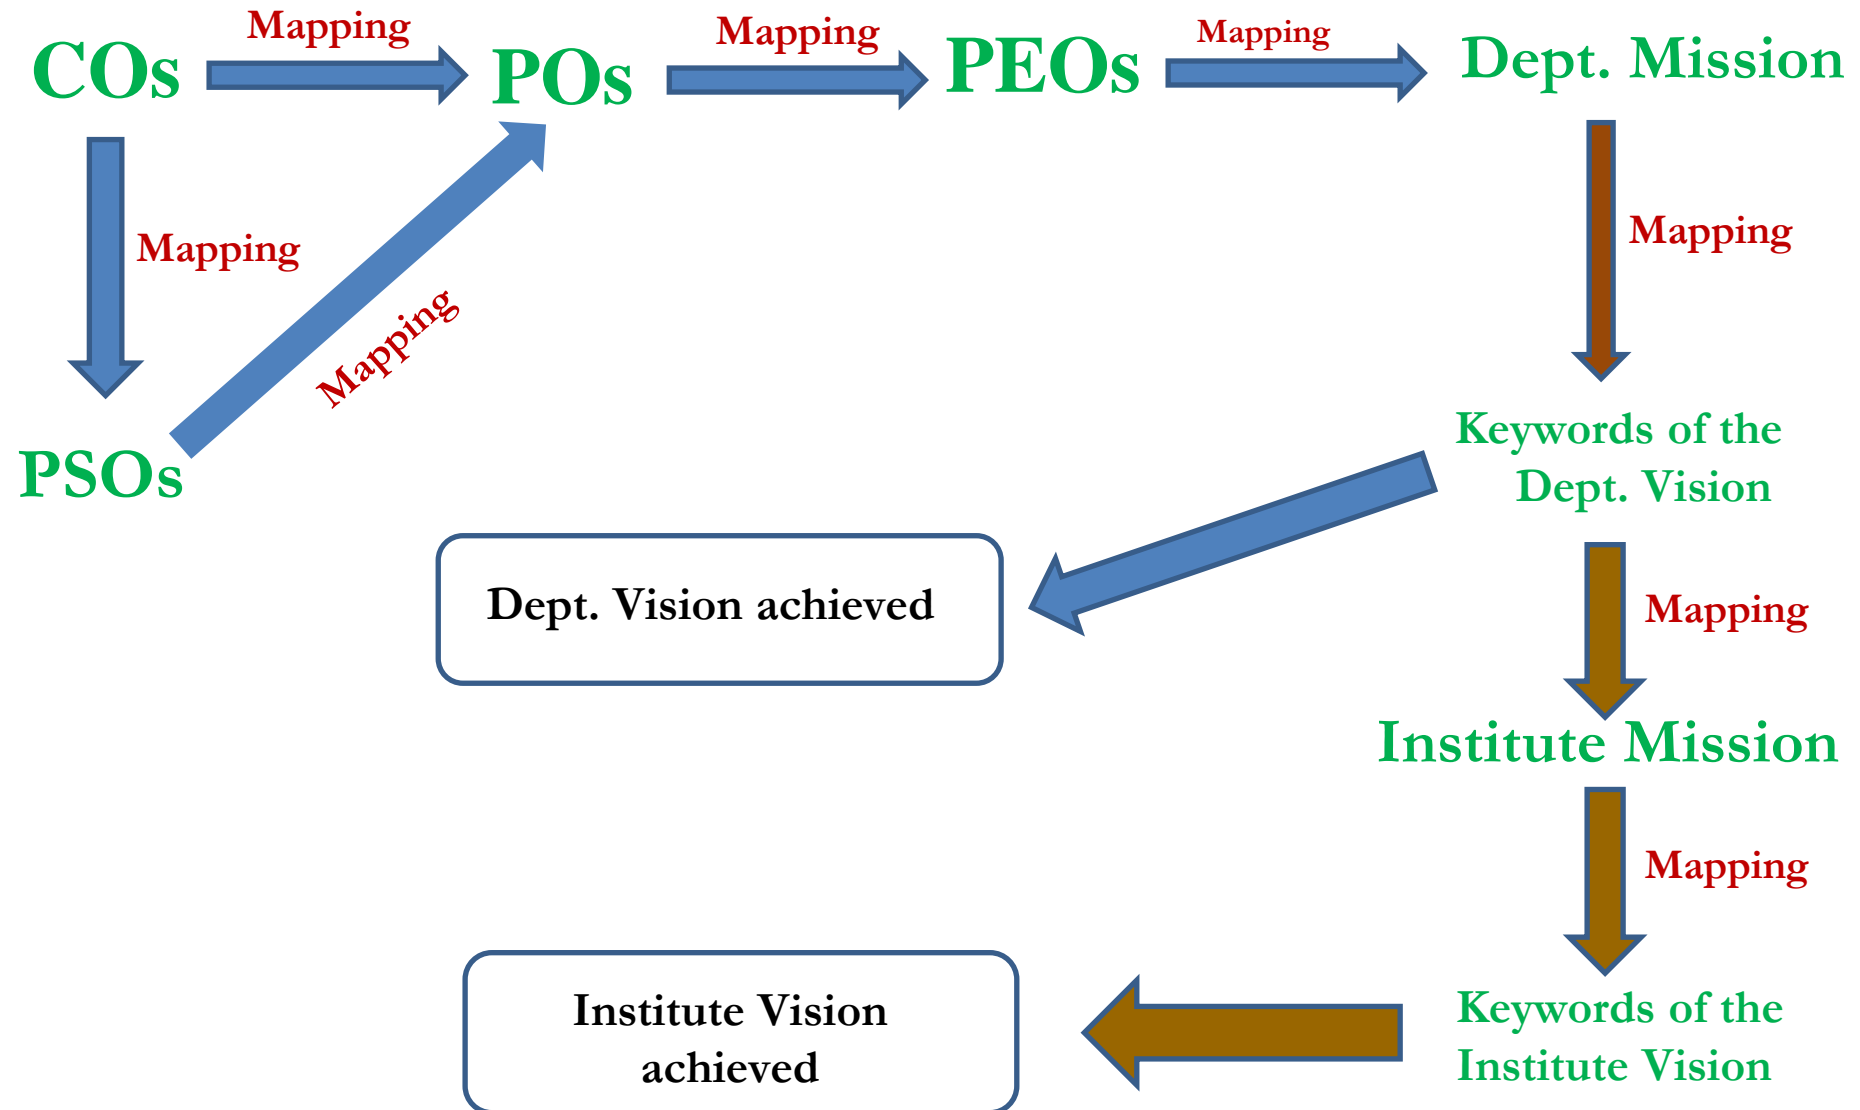 Mapping
Mapping
Mapping
COs
POs
PEOs
Dept. Mission
Mapping
Mapping
Mapping
PSOs
Keywords of the
Dept. Vision
Dept. Vision achieved
Mapping
Institute Mission
Mapping
Institute Vision
achieved
Keywords of the
Institute Vision